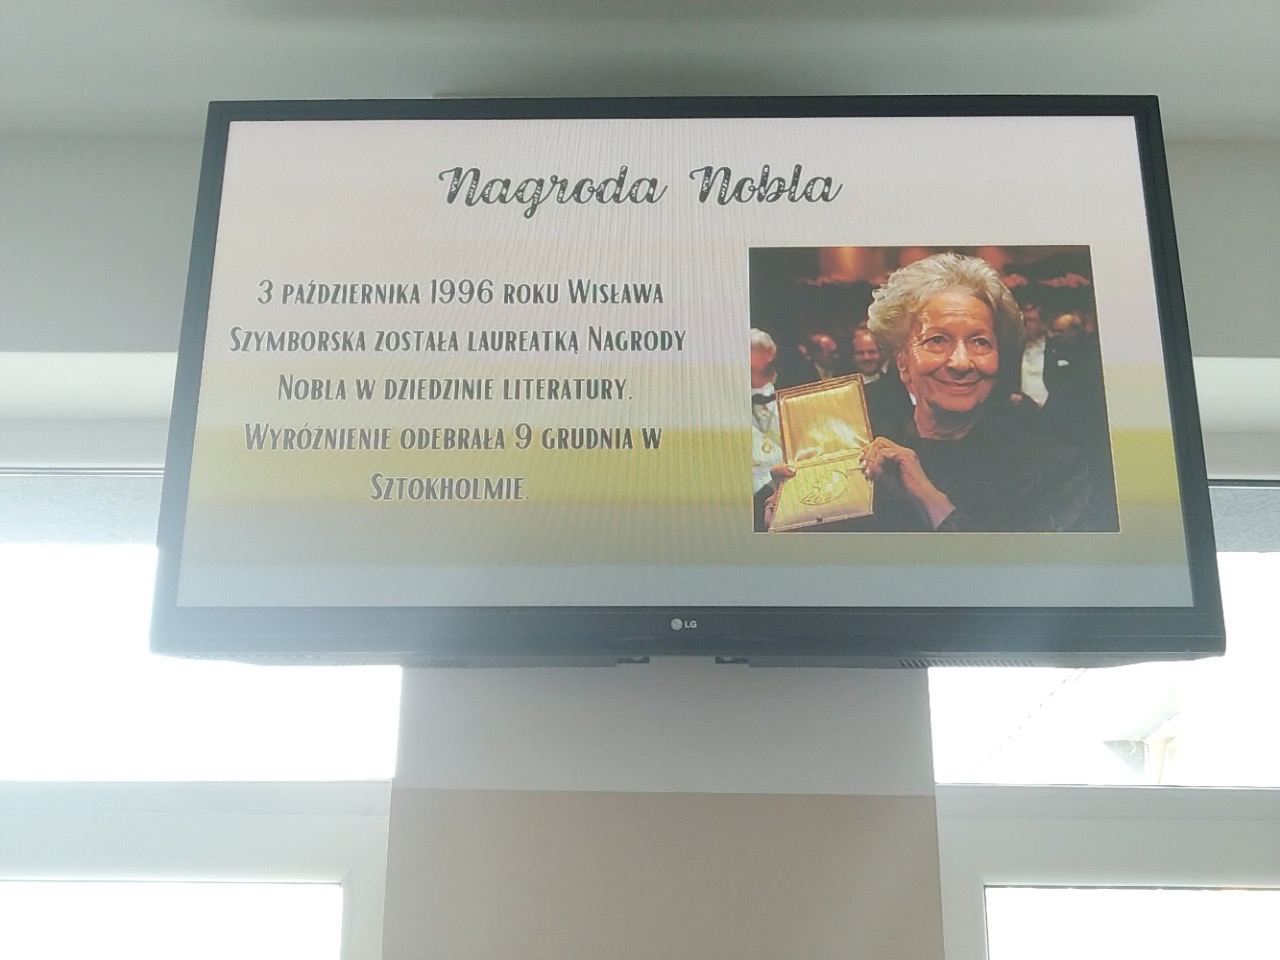 Nagroda Nobla
3 PAŹDZIERNIKA 1996 ROKU WISŁAWA
SZYMBORSKA ZOSTAŁA LAUREATKĄ NAGRODY
NOBLA W DZIEDZINIE LITERATURY.
WYRÓŻNIENIE ODEBRAŁA 9 GRUDNIA W
SZTOKHOLMIE.
LG